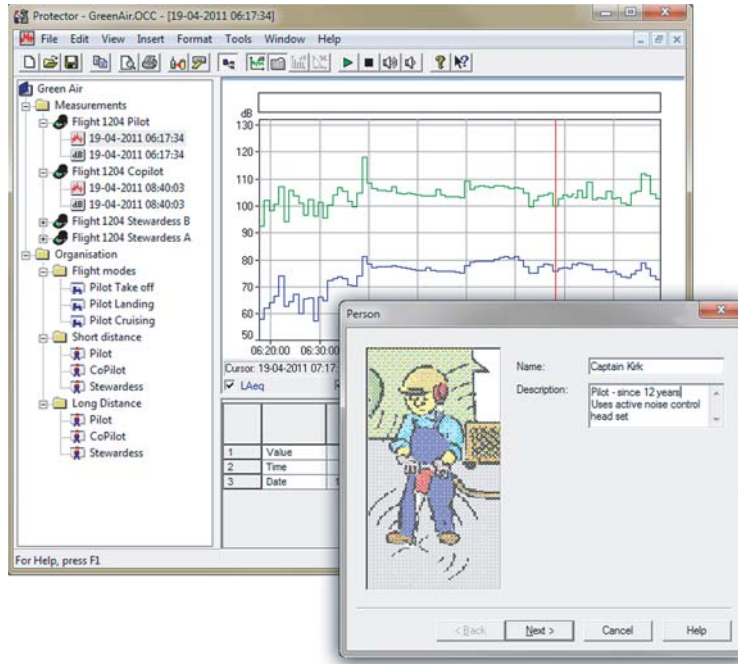 Protector - GreenAir.OCC - [19-04-2011 06:17:34]
File Edit View Insert Format Tools Window Help
Green Air
Measurements
Flight 1204 Pilot
19-04-2011 06:17:34
dB 19-04-2011 06:17:34
Flight 1204 Copilot
19-04-2011 08:40:03
dB 19-04-2011 08:40:03
Flight 1204 Stewardess B
Flight 1204 Stewardess A
Organisation
Flight modes
Pilot Take off
Pilot Landing
Pilot Cruising
Short distance
Pilot
CoPilot
Stewardess
Long Distance
Pilot
CoPilot
Stewardess
dB
130
120
110
100
90
80
70
60
50
06:20:00 06:30:00
Cursor: 19-04-2011 07:17
LAeq
1 Value
2 Time
3 Date 1
For Help, press F1
Person
Name: Captain Kirk
Description: Pilot - since 12 years
Uses active noise control
head set
< Back Next > Cancel Help